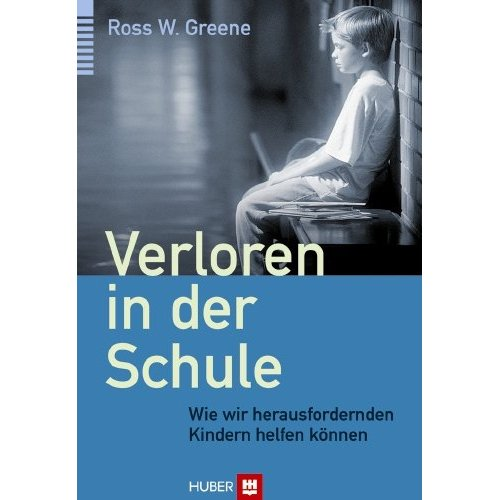 Ross W. Greene
Verloren
in der
Schule
Wie wir herausfordernden
Kindern helfen können
HUBER